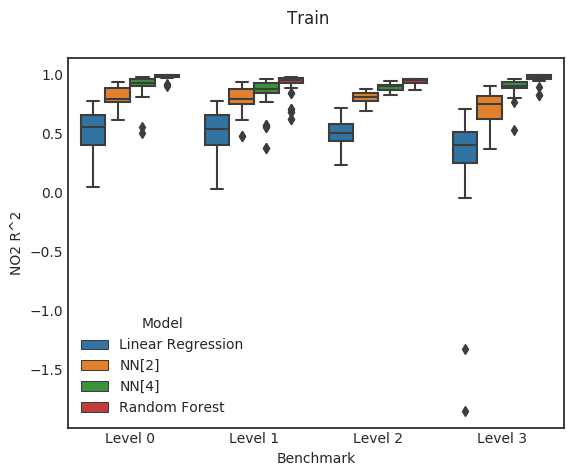 Train
1.0
0.5
0.0
−0.5
−1.0
−1.5
NO2 R^2
Model
Linear Regression
NN[2]
NN[4]
Random Forest
Level 0 Level 1 Level 2 Level 3
Benchmark